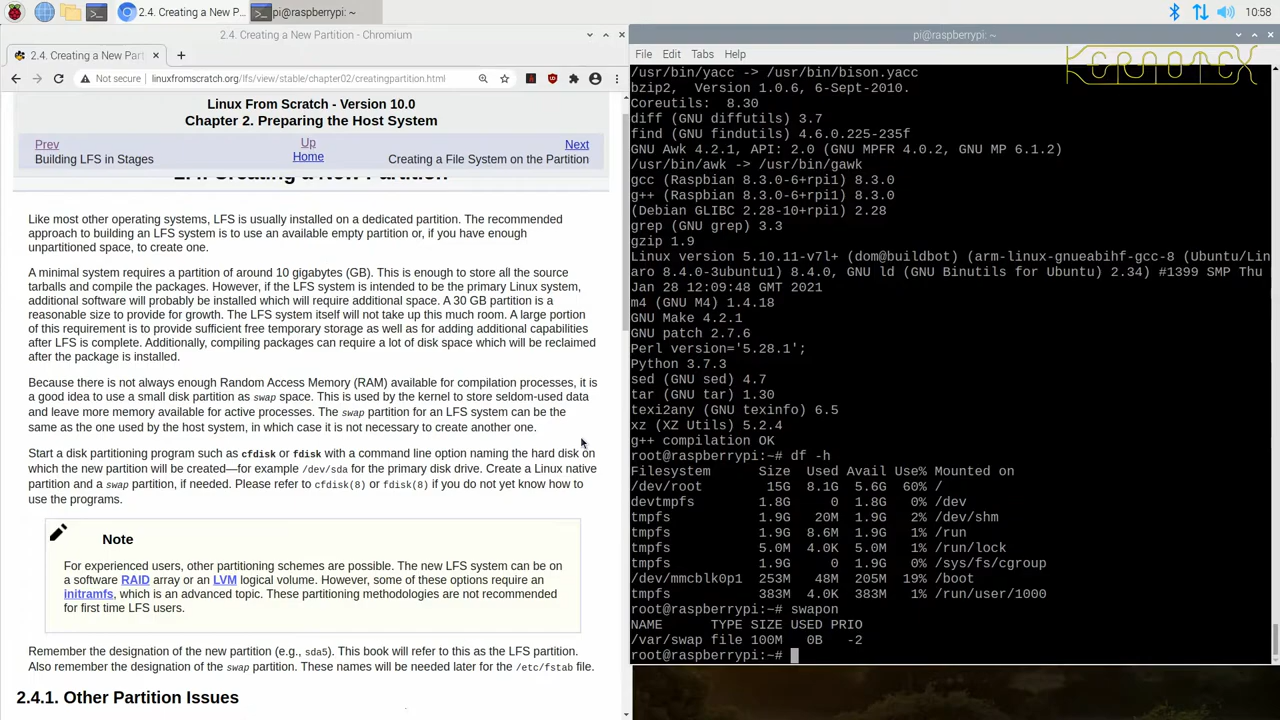 2.4. Creating a New P...
pi@raspberrypi: ~
10:58
2.4. Creating a New Partition - Chromium
pi@raspberrypi: ~
2.4. Creating a New Part
Not secure | linuxfromscratch.org/lfs/view/stable/chapter02/creatingpartition.html
Linux From Scratch - Version 10.0
Chapter 2. Preparing the Host System
Prev
Up
Next
Building LFS in Stages
Home
Creating a File System on the Partition
2.4. Creating a New Partition
Like most other operating systems, LFS is usually installed on a dedicated partition. The recommended
approach to building an LFS system is to use an available empty partition or, if you have enough
unpartitioned space, to create one.
A minimal system requires a partition of around 10 gigabytes (GB). This is enough to store all the source
tarballs and compile the packages. However, if the LFS system is intended to be the primary Linux system,
additional software will probably be installed which will require additional space. A 30 GB partition is a
reasonable size to provide for growth. The LFS system itself will not take up this much room. A large portion
of this requirement is to provide sufficient free temporary storage as well as for adding additional capabilities
after LFS is complete. Additionally, compiling packages can require a lot of disk space which will be reclaimed
after the package is installed.
Because there is not always enough Random Access Memory (RAM) available for compilation processes, it is
a good idea to use a small disk partition as swap space. This is used by the kernel to store seldom-used data
and leave more memory available for active processes. The swap partition for an LFS system can be the
same as the one used by the host system, in which case it is not necessary to create another one.
Start a disk partitioning program such as cfdisk or fdisk with a command line option naming the hard disk on
which the new partition will be created—for example /dev/sda for the primary disk drive. Create a Linux native
partition and a swap partition, if needed. Please refer to cfdisk(8) or fdisk(8) if you do not yet know how to
use the programs.
Note
For experienced users, other partitioning schemes are possible. The new LFS system can be on
a software RAID array or an LVM logical volume. However, some of these options require an
initramfs, which is an advanced topic. These partitioning methodologies are not recommended
for first time LFS users.
Remember the designation of the new partition (e.g., sda5). This book will refer to this as the LFS partition.
Also remember the designation of the swap partition. These names will be needed later for the /etc/fstab file.
2.4.1. Other Partition Issues
File Edit Tabs Help
KERNOTEX
/usr/bin/yacc -> /usr/bin/bison.yacc
bzip2,  Version 1.0.6, 6-Sept-2010.
Coreutils:  8.30
diff (GNU diffutils) 3.7
find (GNU findutils) 4.6.0.225-235f
GNU Awk 4.2.1, API: 2.0 (GNU MPFR 4.0.2, GNU MP 6.1.2)
/usr/bin/awk -> /usr/bin/gawk
gcc (Raspbian 8.3.0-6+rpi1) 8.3.0
g++ (Raspbian 8.3.0-6+rpi1) 8.3.0
(Debian GLIBC 2.28-10+rpi1) 2.28
grep (GNU grep) 3.3
gzip 1.9
Linux version 5.10.11-v7l+ (dom@buildbot) (arm-linux-gnueabihf-gcc-8 (Ubuntu/Lin
aro 8.4.0-3ubuntu1) 8.4.0, GNU ld (GNU Binutils for Ubuntu) 2.34) #1399 SMP Thu
Jan 28 12:09:48 GMT 2021
m4 (GNU M4) 1.4.18
GNU Make 4.2.1
GNU patch 2.7.6
Perl version='5.28.1';
Python 3.7.3
sed (GNU sed) 4.7
tar (GNU tar) 1.30
texi2any (GNU texinfo) 6.5
xz (XZ Utils) 5.2.4
g++ compilation OK
root@raspberrypi:~# df -h
Filesystem      Size  Used Avail Use% Mounted on
/dev/root        15G  8.1G  5.6G  60% /
devtmpfs        1.8G     0  1.8G   0% /dev
tmpfs           1.9G   20M  1.9G   2% /dev/shm
tmpfs           1.9G  8.6M  1.9G   1% /run
tmpfs           5.0M  4.0K  5.0M   1% /run/lock
tmpfs           1.9G     0  1.9G   0% /sys/fs/cgroup
/dev/mmcblk0p1  253M   48M  205M  19% /boot
tmpfs           383M  4.0K  383M   1% /run/user/1000
root@raspberrypi:~# swapon
NAME      TYPE SIZE USED PRIO
/var/swap file 100M   0B   -2
root@raspberrypi:~#